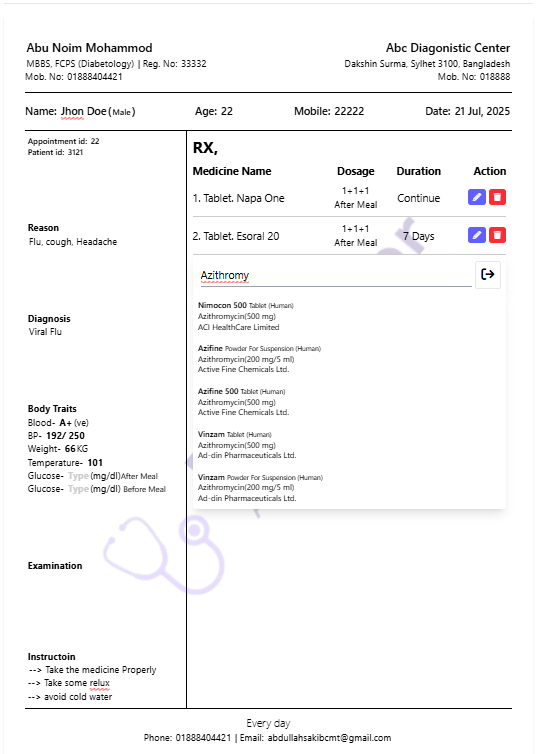 Abu Noim Mohammod
MBBS, FCPS (Diabetology) | Reg. No: 33332
Mob. No: 01888404421
Abc Diagonistic Center
Dakshin Surma, Sylhet 3100, Bangladesh
Mob. No: 018888
Name: Jhon Doe (Male) Age: 22 Mobile: 22222 Date: 21 Jul, 2025
Appointment id: 22
Patient id: 3121
Reason
Flu, cough, Headache
Diagnosis
Viral Flu
Body Traits
Blood- A+ (ve)
BP- 192/ 250
Weight- 66 KG
Temperature- 101
Glucose- Type (mg/dl) After Meal
Glucose- Type (mg/dl) Before Meal
Examination
Instructoin
--> Take the medicine Properly
--> Take some relux
--> avoid cold water
RX,
Medicine Name Dosage Duration Action
1. Tablet. Napa One 1+1+1 Continue
After Meal
2. Tablet. Esoral 20 1+1+1 7 Days
After Meal
Azithromy
Nimocon 500 Tablet (Human)
Azithromycin(500 mg)
ACI HealthCare Limited
Azifine Powder For Suspension (Human)
Azithromycin(200 mg/5 ml)
Active Fine Chemicals Ltd.
Azifine 500 Tablet (Human)
Azithromycin(500 mg)
Active Fine Chemicals Ltd.
Vinzam Tablet (Human)
Azithromycin(500 mg)
Ad-din Pharmaceuticals Ltd.
Vinzam Powder For Suspension (Human)
Azithromycin(200 mg/5 ml)
Ad-din Pharmaceuticals Ltd.
Every day
Phone: 01888404421 | Email: abdullahsakibcmt@gmail.com